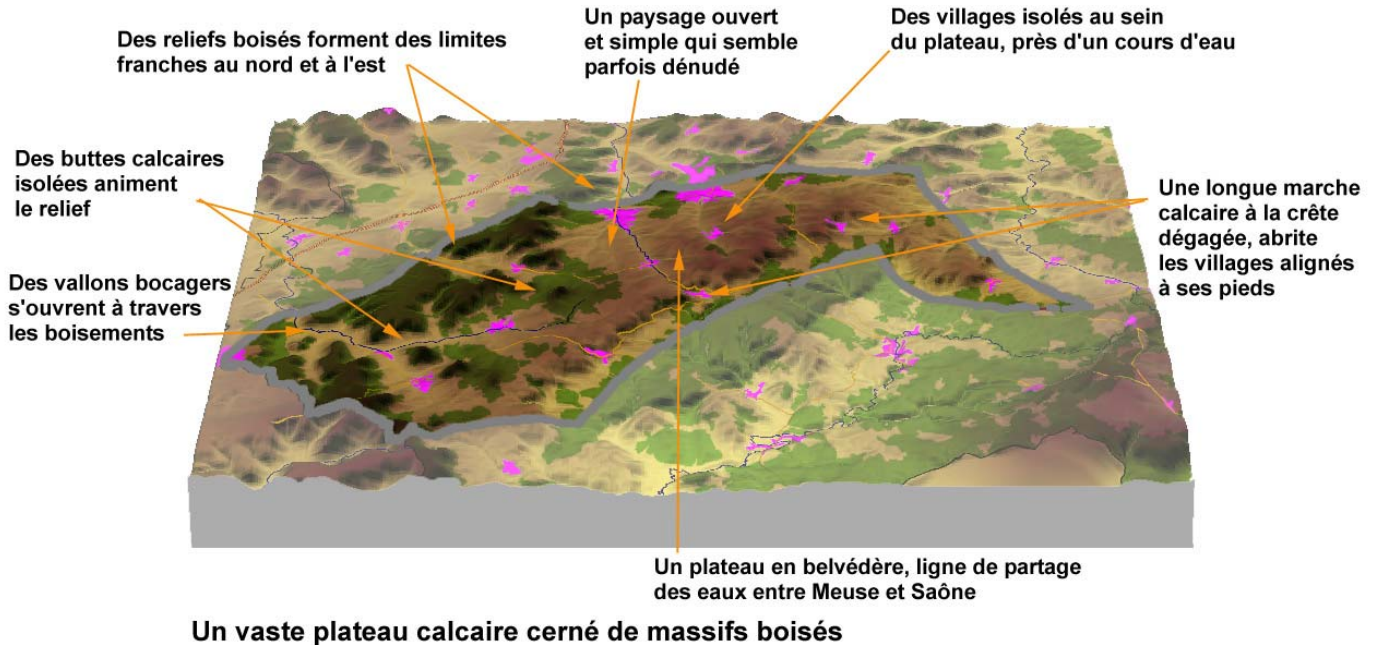 Des reliefs boisés forment des limites
franches au nord et à l'est
Un paysage ouvert
et simple qui semble
parfois dénudé
Des villages isolés au sein
du plateau, près d'un cours d'eau
Des buttes calcaires
isolées animent
le relief
Une longue marche
calcaire à la crête
dégagée, abrite
les villages alignés
à ses pieds
Des vallons bocagers
s'ouvrent à travers
les boisements
Un plateau en belvédère, ligne de partage
des eaux entre Meuse et Saône
Un vaste plateau calcaire cerné de massifs boisés